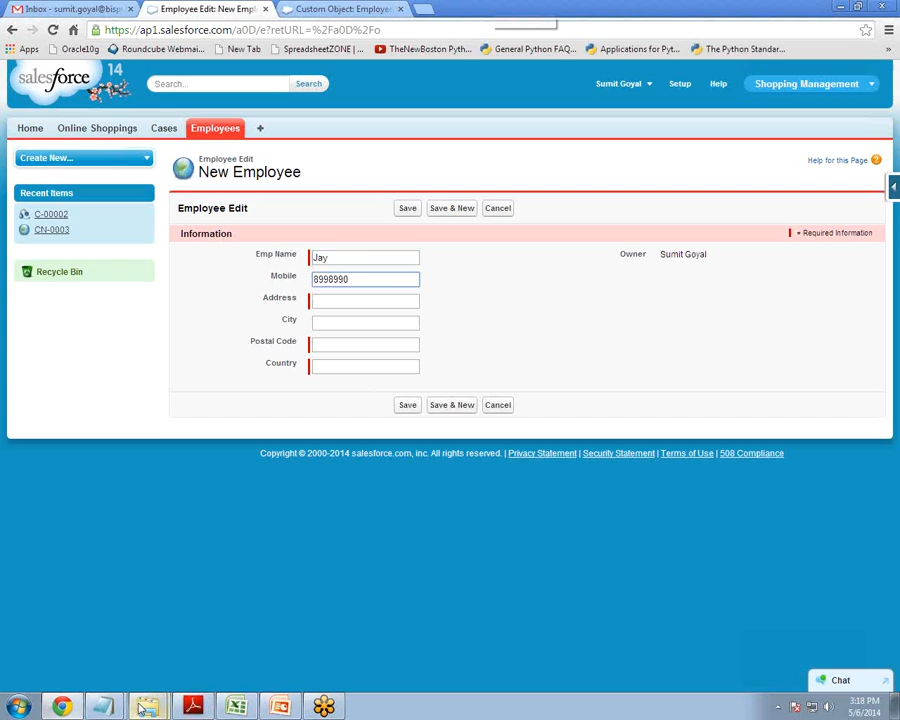 Inbox - sumit.goyal@bisp
Employee Edit: New Empl
Custom Object: Employe
https://ap1.salesforce.com/a0D/e?retURL=%2Fa0D%2Fo
Apps
Oracle10g
Roundcube Webmai...
New Tab
SpreadsheetZONE | ...
TheNewBoston Pyth...
General Python FAQ...
Applications for Pyt...
The Python Standar...
salesforce
14
Search...
Search
Sumit Goyal
Setup
Help
Shopping Management
Home
Online Shoppings
Cases
Employees
+
Create New...
Recent Items
C-00002
CN-0003
Recycle Bin
Employee Edit
New Employee
Help for this Page
Employee Edit
Save
Save & New
Cancel
Information
= Required Information
Emp Name
Jay
Owner
Sumit Goyal
Mobile
8998990
Address
City
Postal Code
Country
Save
Save & New
Cancel
Copyright © 2000-2014 salesforce.com, inc. All rights reserved. | Privacy Statement | Security Statement | Terms of Use | 508 Compliance
Chat
3:18 PM
5/6/2014